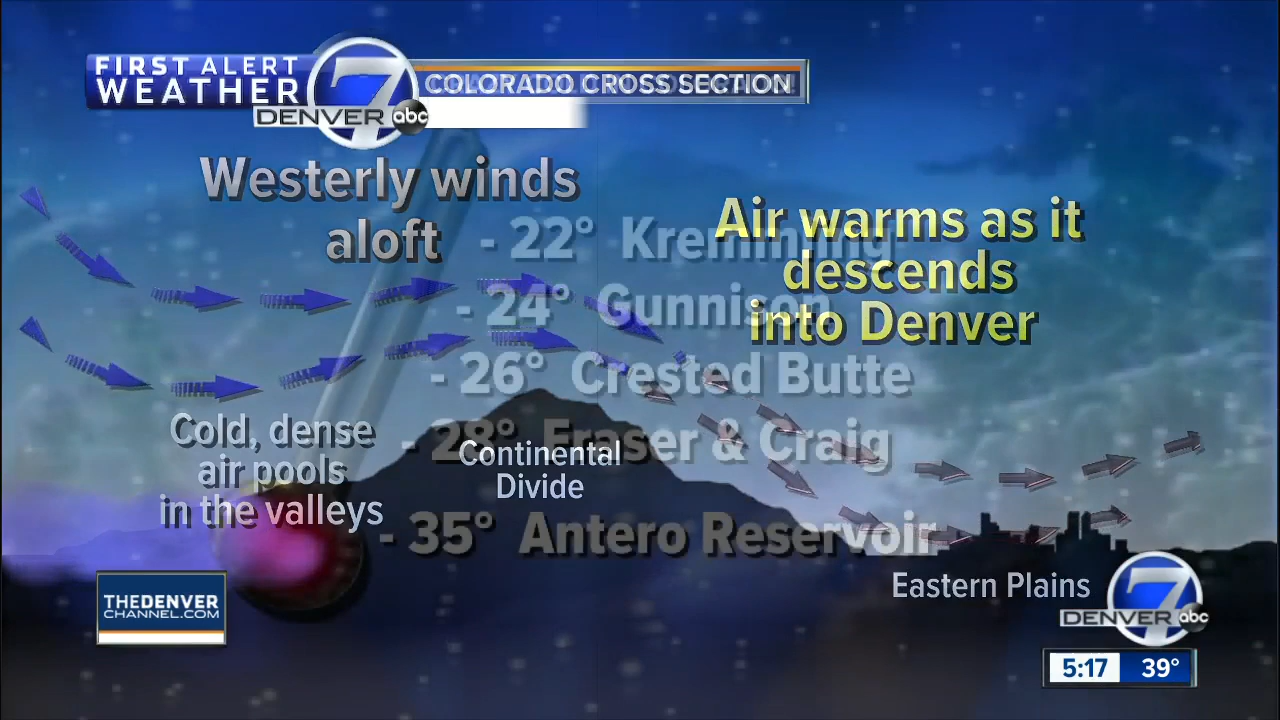 FIRST ALERT
WEATHER
7
DENVER abc
COLORADO CROSS SECTION
Westerly winds
aloft
Air warms as it
descends
into Denver
- 22° Kremmling
- 24° Gunnison
- 26° Crested Butte
- 28° Fraser & Craig
- 35° Antero Reservoir
Cold, dense
air pools
in the valleys
Continental
Divide
Eastern Plains
THEDENVER
CHANNEL.COM
7
DENVER abc
5:17 39°